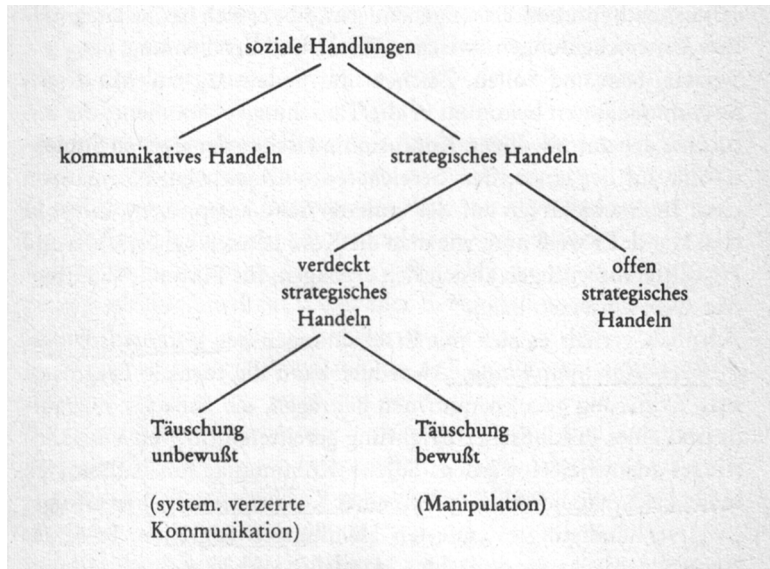 soziale Handlungen
kommunikatives Handeln
strategisches Handeln
verdeckt
strategisches
Handeln
offen
strategisches
Handeln
Täuschung
unbewußt
(system. verzerrte
Kommunikation)
Täuschung
bewußt
(Manipulation)